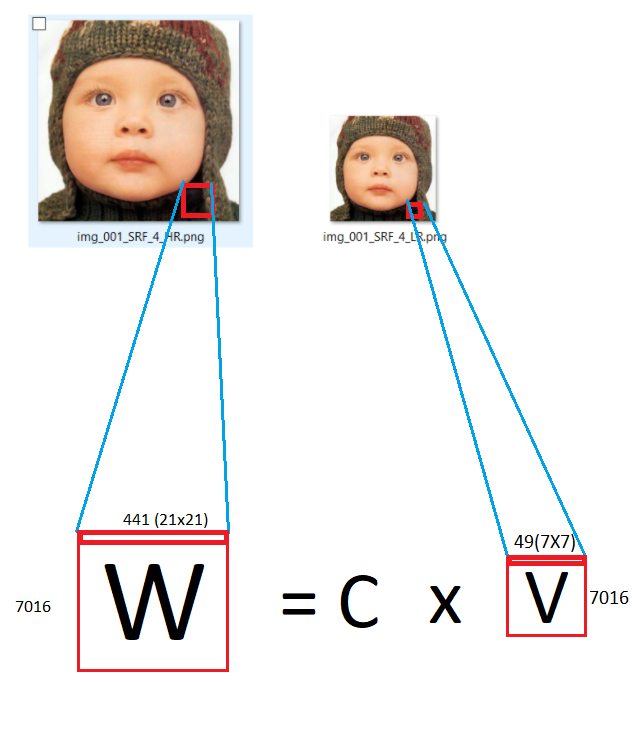 img_001_SRF_4_HR.png
img_001_SRF_4_LR.png
441 (21x21)
49(7X7)
7016
W
= C x
V
7016